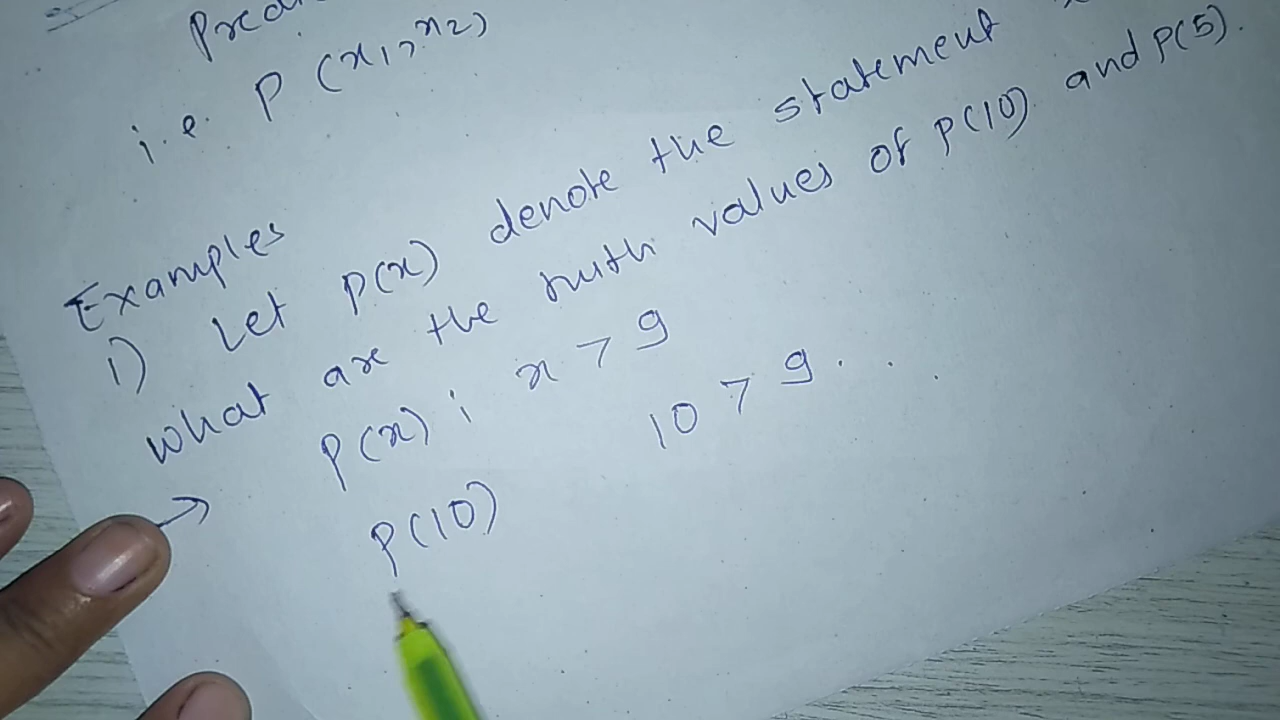 i.e. P (x1, x2)
Examples
1) Let P(x) denote the statement
what are the truth values of P(10) and P(5).
→ P(x) ; x > 9
P(10) 10 > 9.